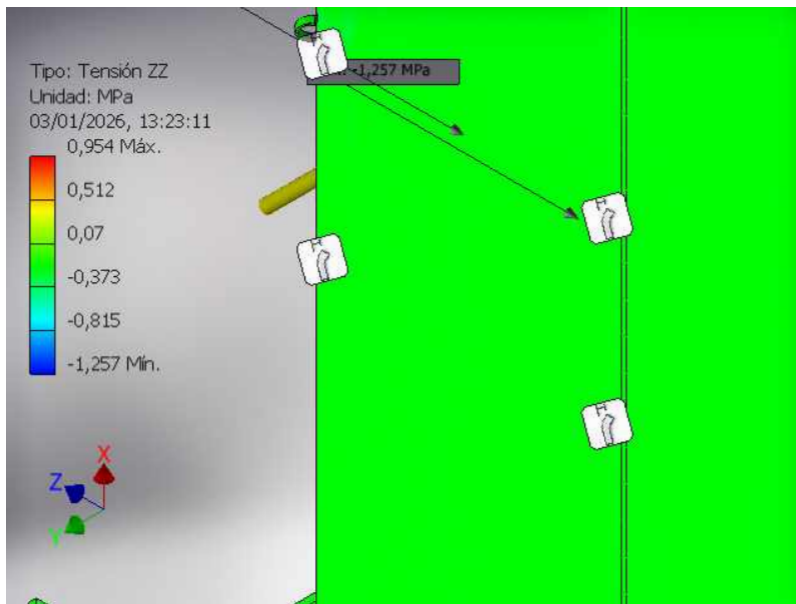 Tipo: Tensión ZZ
Unidad: MPa
03/01/2026, 13:23:11
0,954 Máx.
0,512
0,07
-0,373
-0,815
-1,257 Mín.
-1,257 MPa
X
Z
Y